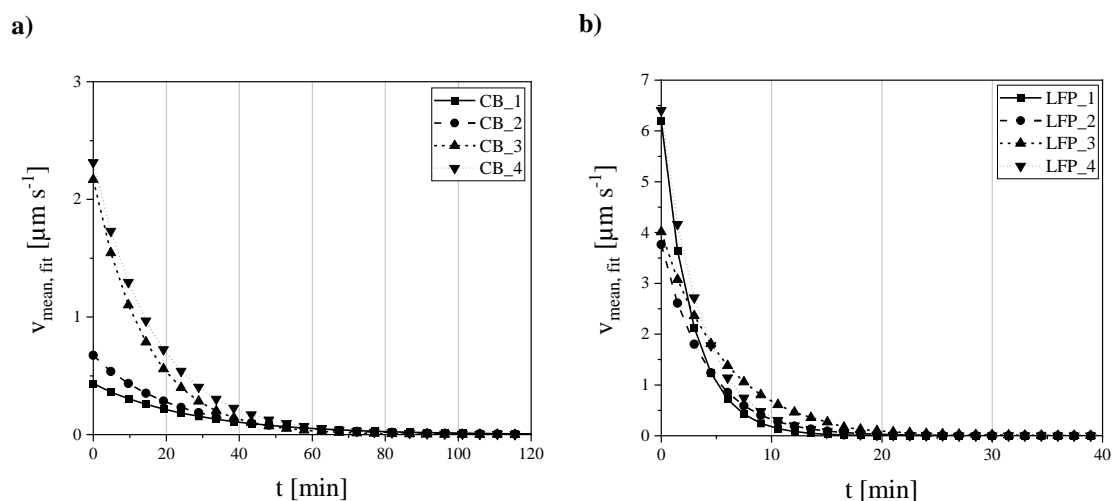 a)
3
2
1
0
v_mean, fit [µm s⁻¹]
CB_1
CB_2
CB_3
CB_4
0 20 40 60 80 100 120
t [min]
b)
7
6
5
4
3
2
1
0
v_mean, fit [µm s⁻¹]
LFP_1
LFP_2
LFP_3
LFP_4
0 10 20 30 40
t [min]